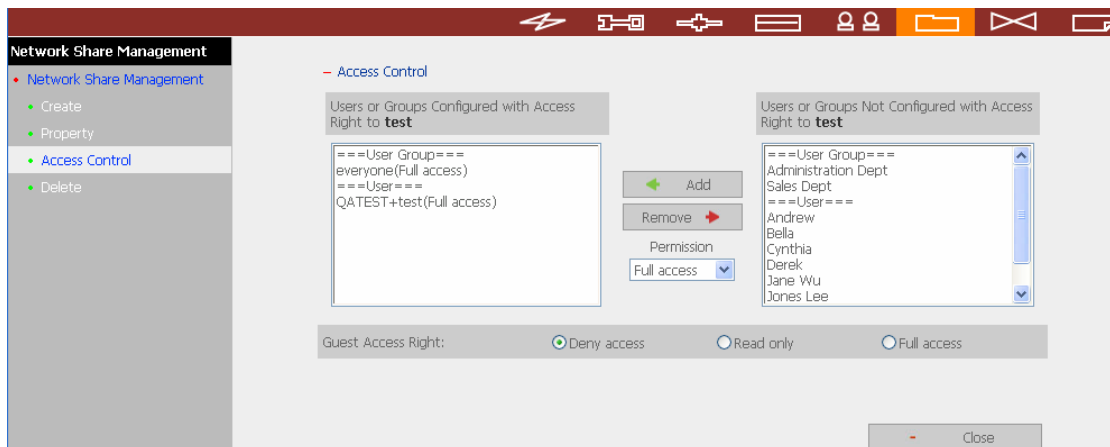 Network Share Management
Network Share Management
Create
Property
Access Control
Delete
– Access Control
Users or Groups Configured with Access
Right to test
===User Group===
everyone(Full access)
===User===
QATEST+test(Full access)
Add
Remove
Permission
Full access
Users or Groups Not Configured with Access
Right to test
===User Group===
Administration Dept
Sales Dept
===User===
Andrew
Bella
Cynthia
Derek
Jane Wu
Jones Lee
Guest Access Right:
Deny access
Read only
Full access
- Close